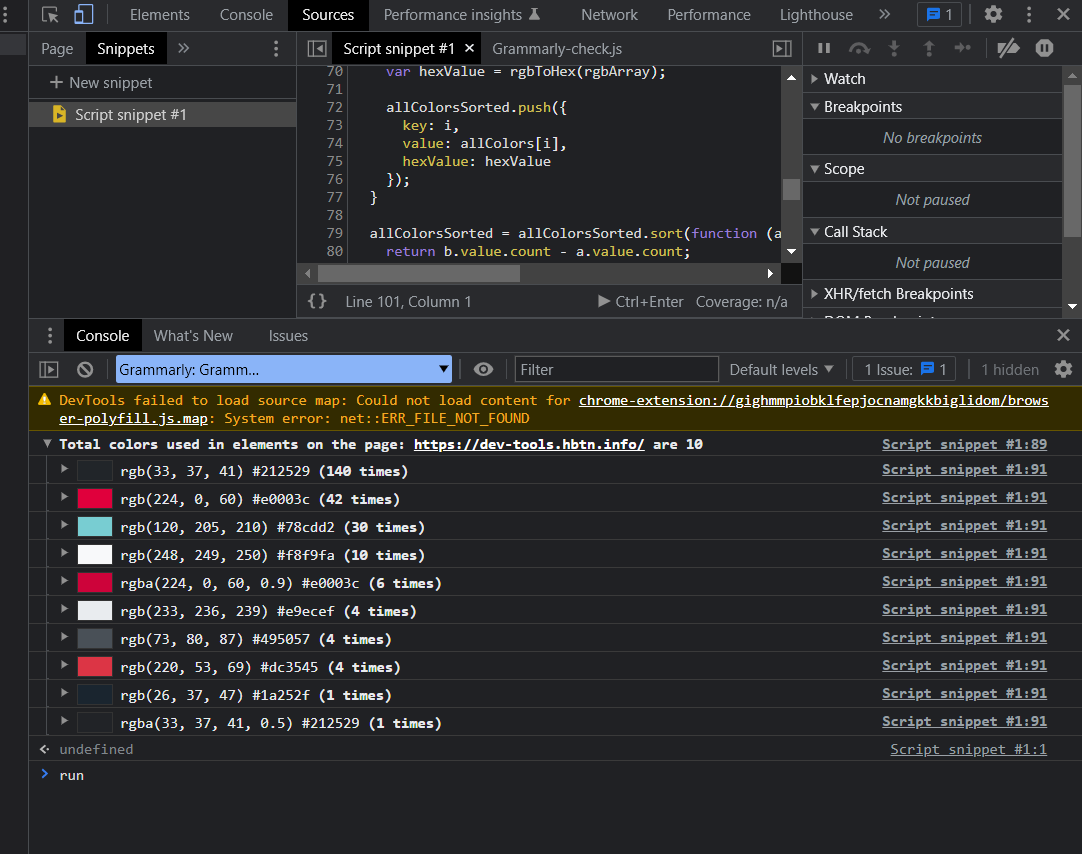 Elements Console Sources Performance insights Network Performance Lighthouse » 1
Page Snippets »
Script snippet #1 × Grammarly-check.js
+ New snippet
Script snippet #1
70 var hexValue = rgbToHex(rgbArray);
71
72 allColorsSorted.push({
73 key: i,
74 value: allColors[i],
75 hexValue: hexValue
76 });
77 }
78
79 allColorsSorted = allColorsSorted.sort(function (a
80 return b.value.count - a.value.count;
{} Line 101, Column 1 Ctrl+Enter Coverage: n/a
Watch
Breakpoints
No breakpoints
Scope
Not paused
Call Stack
Not paused
XHR/fetch Breakpoints
Console What's New Issues
Grammarly: Gramm... Filter Default levels 1 Issue: 1 1 hidden
DevTools failed to load source map: Could not load content for chrome-extension://gighmmpiobklfepjocnamgkkbiglidom/brows
er-polyfill.js.map: System error: net::ERR_FILE_NOT_FOUND
Total colors used in elements on the page: https://dev-tools.hbtn.info/ are 10 Script snippet #1:89
rgb(33, 37, 41) #212529 (140 times) Script snippet #1:91
rgb(224, 0, 60) #e0003c (42 times) Script snippet #1:91
rgb(120, 205, 210) #78cdd2 (30 times) Script snippet #1:91
rgb(248, 249, 250) #f8f9fa (10 times) Script snippet #1:91
rgba(224, 0, 60, 0.9) #e0003c (6 times) Script snippet #1:91
rgb(233, 236, 239) #e9ecef (4 times) Script snippet #1:91
rgb(73, 80, 87) #495057 (4 times) Script snippet #1:91
rgb(220, 53, 69) #dc3545 (4 times) Script snippet #1:91
rgb(26, 37, 47) #1a252f (1 times) Script snippet #1:91
rgba(33, 37, 41, 0.5) #212529 (1 times) Script snippet #1:91
undefined Script snippet #1:1
run